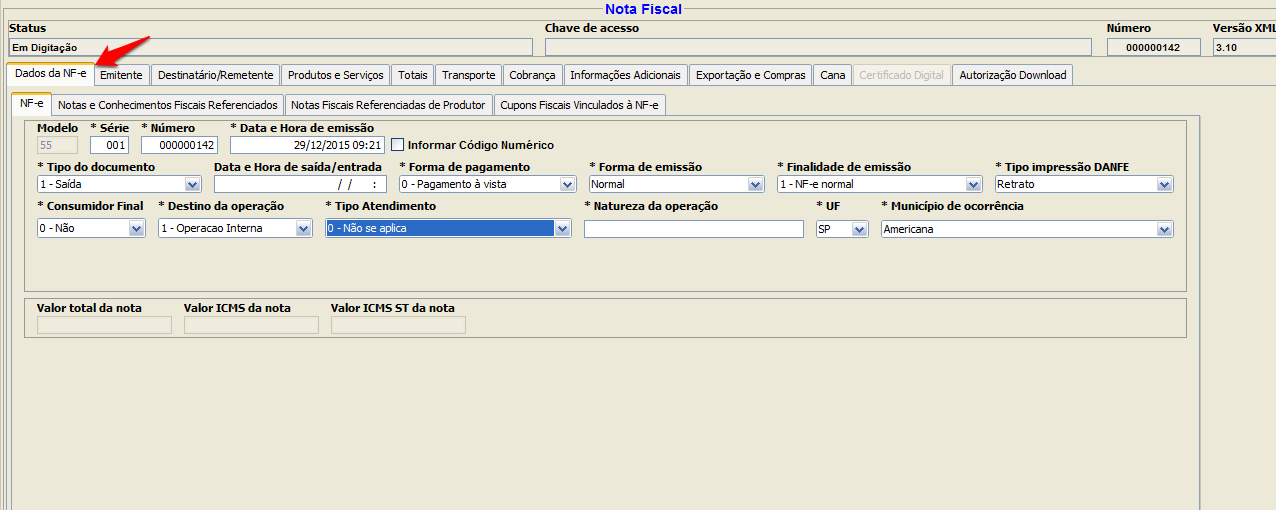 Nota Fiscal
Status Chave de acesso Número Versão XML
Em Digitação 000000142 3.10
Dados da NF-e Emitente Destinatário/Remetente Produtos e Serviços Totais Transporte Cobrança Informações Adicionais Exportação e Compras Cana Certificado Digital Autorização Download
NF-e Notas e Conhecimentos Fiscais Referenciados Notas Fiscais Referenciadas de Produtor Cupons Fiscais Vinculados à NF-e
Modelo * Série * Número * Data e Hora de emissão
55 001 000000142 29/12/2015 09:21 Informar Código Numérico
* Tipo do documento Data e Hora de saída/entrada * Forma de pagamento * Forma de emissão * Finalidade de emissão * Tipo impressão DANFE
1 - Saída / / : 0 - Pagamento à vista Normal 1 - NF-e normal Retrato
* Consumidor Final * Destino da operação * Tipo Atendimento * Natureza da operação * UF * Município de ocorrência
0 - Não 1 - Operacao Interna 0 - Não se aplica SP Americana
Valor total da nota Valor ICMS da nota Valor ICMS ST da nota